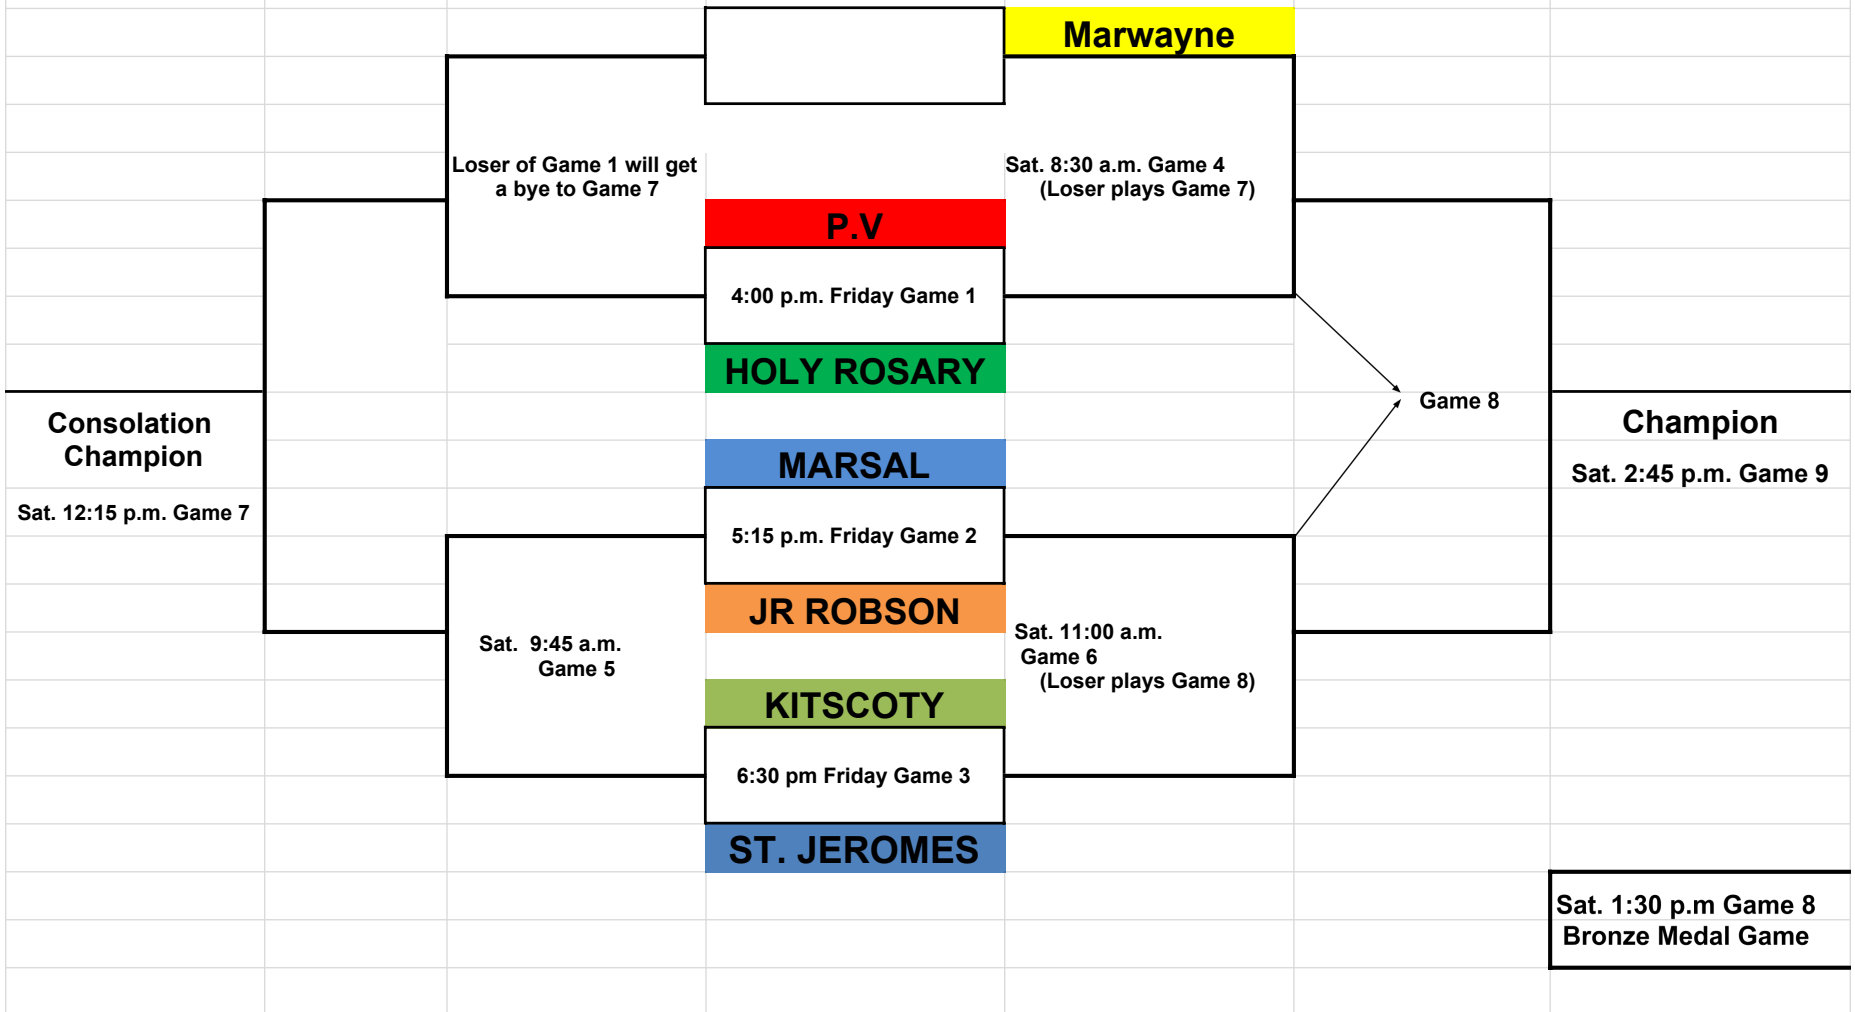 Marwayne
Loser of Game 1 will get
a bye to Game 7
Sat. 8:30 a.m. Game 4
(Loser plays Game 7)
P.V
4:00 p.m. Friday Game 1
HOLY ROSARY
Game 8
Consolation
Champion
Sat. 12:15 p.m. Game 7
Champion
Sat. 2:45 p.m. Game 9
MARSAL
5:15 p.m. Friday Game 2
JR ROBSON
Sat.  9:45 a.m.
Game 5
Sat. 11:00 a.m.
Game 6
(Loser plays Game 8)
KITSCOTY
6:30 pm Friday Game 3
ST. JEROMES
Sat. 1:30 p.m Game 8
Bronze Medal Game